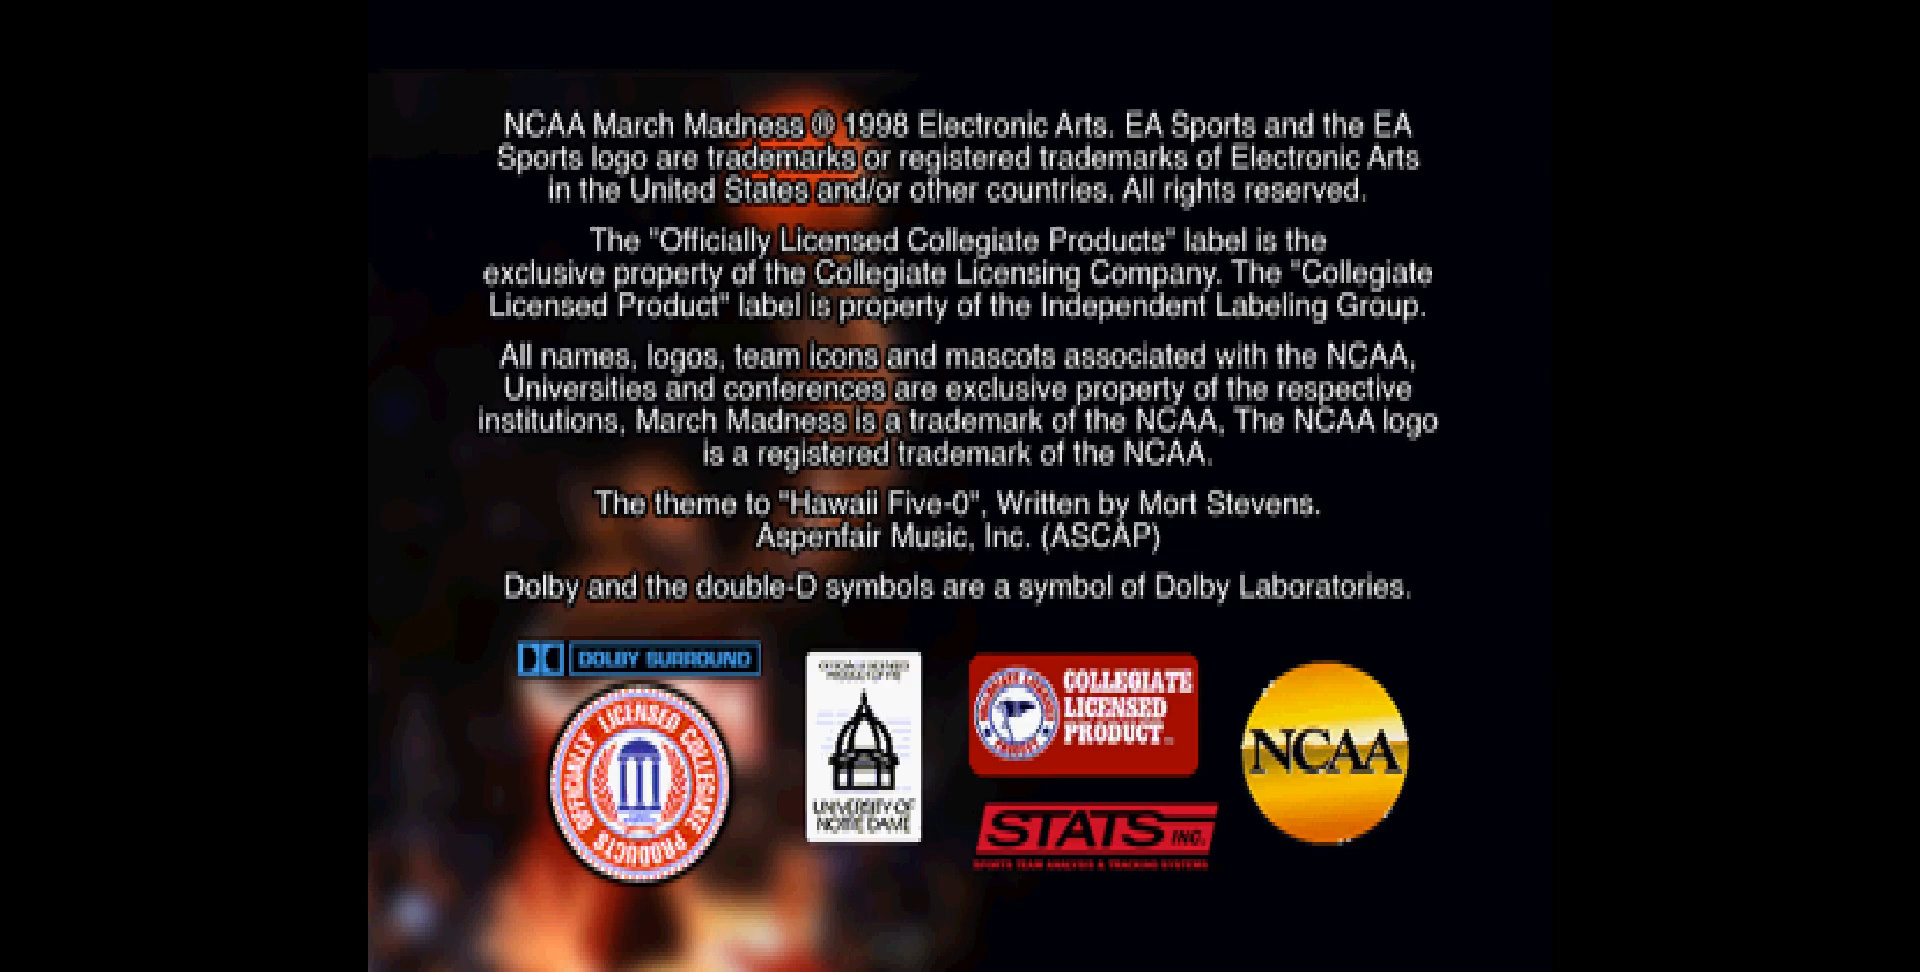 NCAA March Madness ® 1998 Electronic Arts. EA Sports and the EA
Sports logo are trademarks or registered trademarks of Electronic Arts
in the United States and/or other countries. All rights reserved.
The "Officially Licensed Collegiate Products" label is the
exclusive property of the Collegiate Licensing Company. The "Collegiate
Licensed Product" label is property of the Independent Labeling Group.
All names, logos, team icons and mascots associated with the NCAA,
Universities and conferences are exclusive property of the respective
institutions, March Madness is a trademark of the NCAA, The NCAA logo
is a registered trademark of the NCAA.
The theme to "Hawaii Five-0", Written by Mort Stevens.
Aspenfair Music, Inc. (ASCAP)
Dolby and the double-D symbols are a symbol of Dolby Laboratories.
DOLBY SURROUND
OFFICIALLY LICENSED COLLEGIATE PRODUCTS
UNIVERSITY OF
NOTRE DAME
COLLEGIATE
LICENSED
PRODUCT
STATS INC.
SPORTS TEAM ANALYSIS & TRACKING SYSTEMS
NCAA